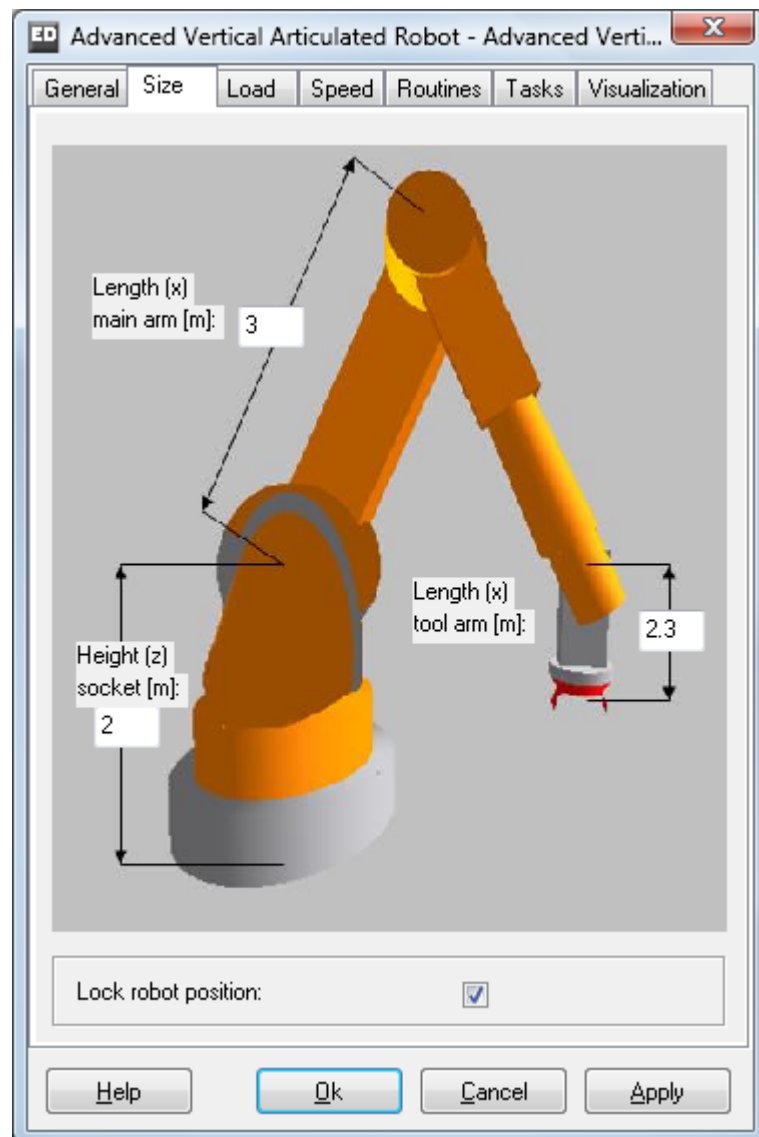 ED Advanced Vertical Articulated Robot - Advanced Verti... X
General Size Load Speed Routines Tasks Visualization
Length (x)
main arm [m]: 3
Length (x)
tool arm [m]: 2.3
Height (z)
socket [m]:
2
Lock robot position:
Help Ok Cancel Apply